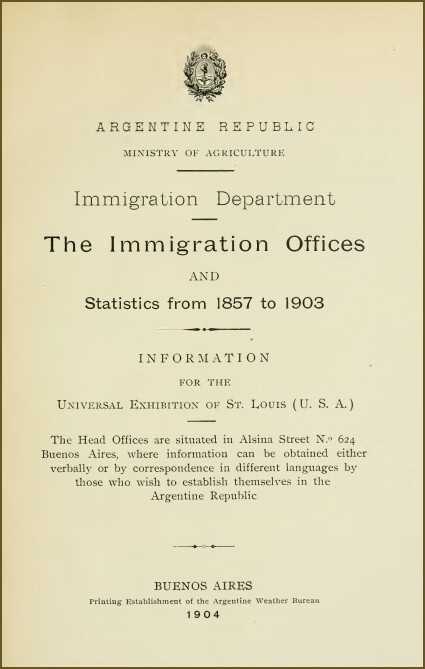 ARGENTINE REPUBLIC
MINISTRY OF AGRICULTURE
Immigration Department
The Immigration Offices
AND
Statistics from 1857 to 1903
INFORMATION
FOR THE
UNIVERSAL EXHIBITION OF ST. LOUIS (U. S. A.)
The Head Offices are situated in Alsina Street N.º 624
Buenos Aires, where information can be obtained either
verbally or by correspondence in different languages by
those who wish to establish themselves in the
Argentine Republic
BUENOS AIRES
Printing Establishment of the Argentine Weather Bureau
1904